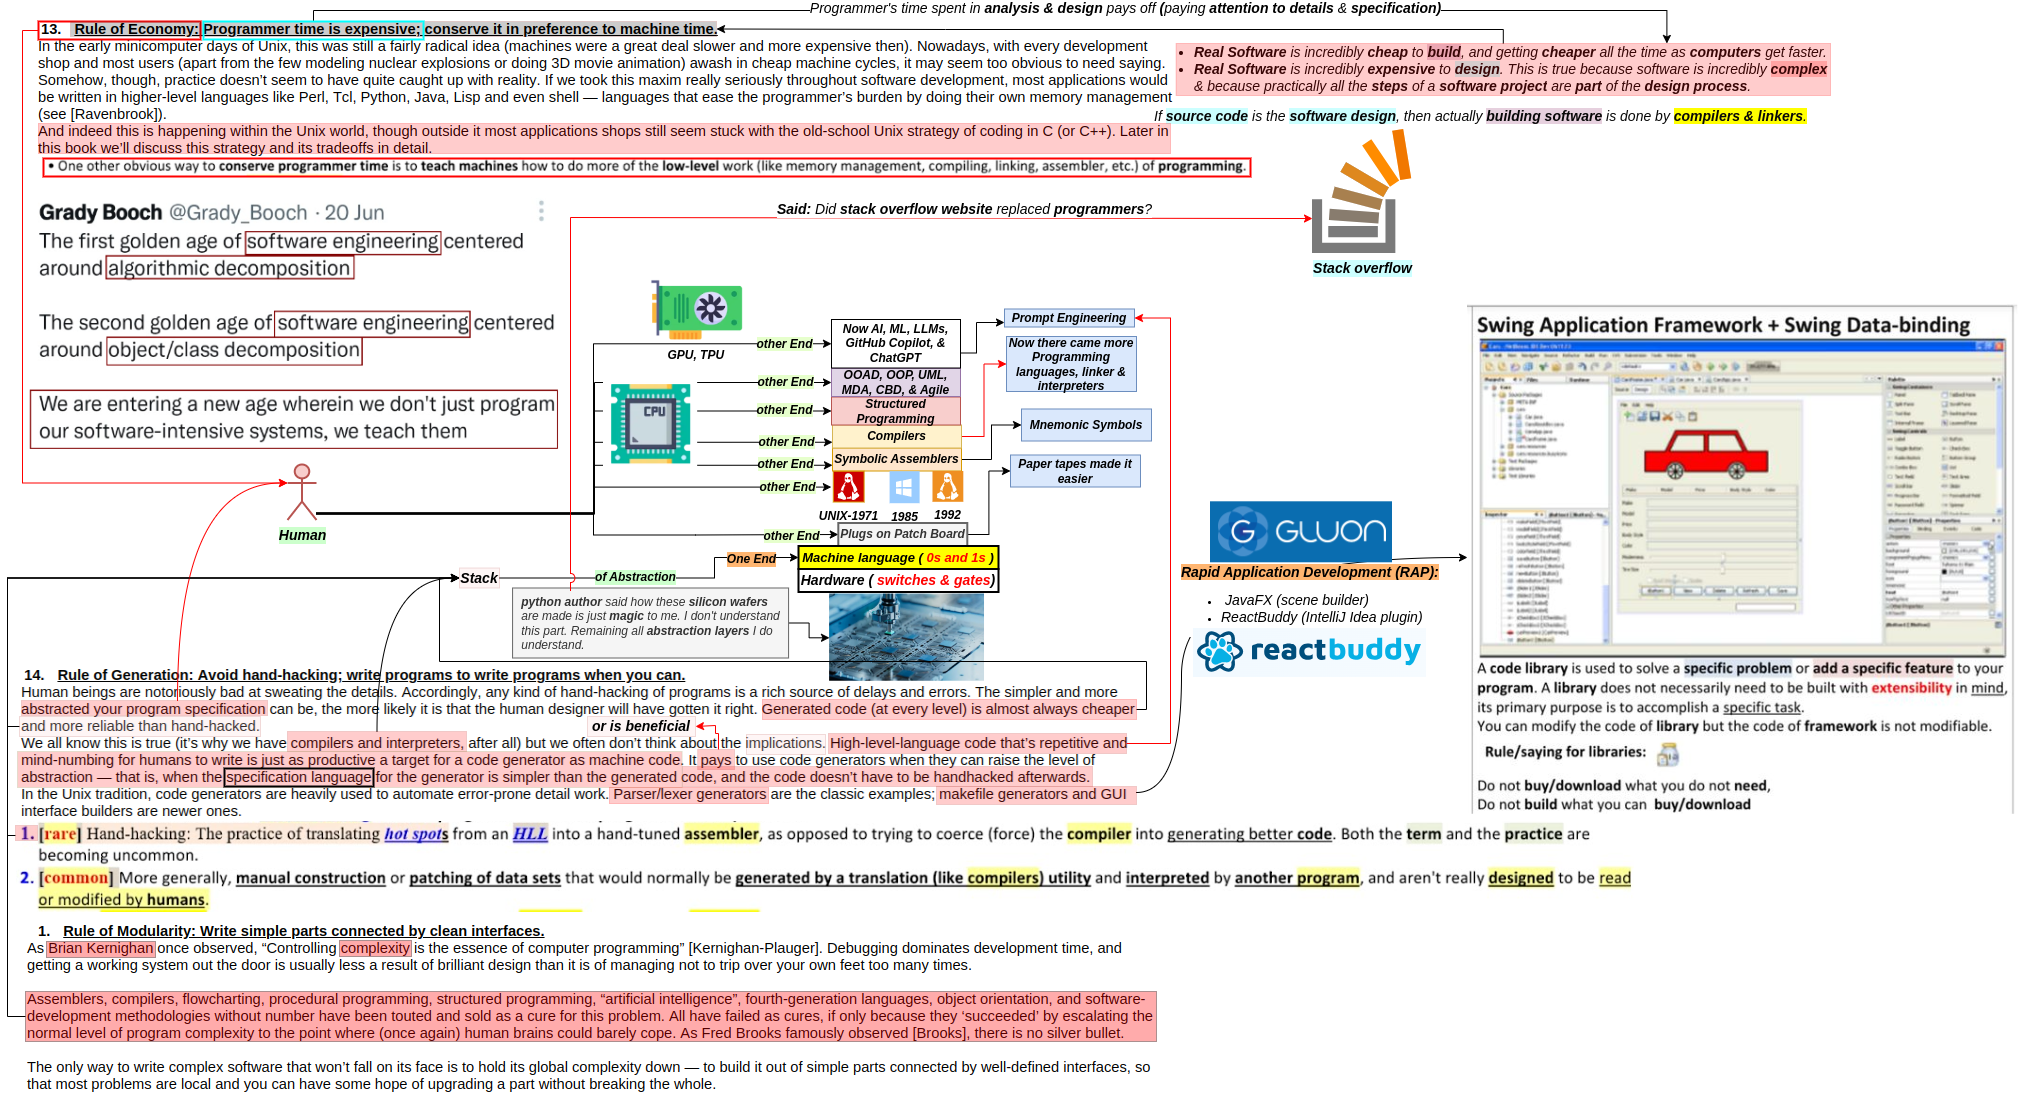 Programmer's time spent in analysis & design pays off (paying attention to details & specification)
13. Rule of Economy: Programmer time is expensive; conserve it in preference to machine time.
In the early minicomputer days of Unix, this was still a fairly radical idea (machines were a great deal slower and more expensive then). Nowadays, with every development
shop and most users (apart from the few modeling nuclear explosions or doing 3D movie animation) awash in cheap machine cycles, it may seem too obvious to need saying.
Somehow, though, practice doesn't seem to have quite caught up with reality. If we took this maxim really seriously throughout software development, most applications would
be written in higher-level languages like Perl, Tcl, Python, Java, Lisp and even shell — languages that ease the programmer's burden by doing their own memory management
(see [Ravenbrook]).
And indeed this is happening within the Unix world, though outside it most applications shops still seem stuck with the old-school Unix strategy of coding in C (or C++). Later in
this book we'll discuss this strategy and its tradeoffs in detail.
• One other obvious way to conserve programmer time is to teach machines how to do more of the low-level work (like memory management, compiling, linking, assembler, etc.) of programming.
• Real Software is incredibly cheap to build, and getting cheaper all the time as computers get faster.
• Real Software is incredibly expensive to design. This is true because software is incredibly complex
& because practically all the steps of a software project are part of the design process.
If source code is the software design, then actually building software is done by compilers & linkers.
Grady Booch @Grady_Booch · 20 Jun
The first golden age of software engineering centered
around algorithmic decomposition
The second golden age of software engineering centered
around object/class decomposition
We are entering a new age wherein we don't just program
our software-intensive systems, we teach them
Said: Did stack overflow website replaced programmers?
Stack overflow
GPU, TPU
CPU
other End
Now AI, ML, LLMs,
GitHub Copilot, &
ChatGPT
Prompt Engineering
other End
OOAD, OOP, UML,
MDA, CBD, & Agile
Now there came more
Programming
languages, linker &
interpreters
other End
Structured
Programming
other End
Compilers
Mnemonic Symbols
other End
Symbolic Assemblers
Paper tapes made it
easier
other End
UNIX-1971 1985 1992
other End
Plugs on Patch Board
Human
One End
Machine language ( 0s and 1s )
Stack
of Abstraction
Hardware ( switches & gates)
python author said how these silicon wafers
are made is just magic to me. I don't understand
this part. Remaining all abstraction layers I do
understand.
GLUON
Rapid Application Development (RAP):
• JavaFX (scene builder)
• ReactBuddy (IntelliJ Idea plugin)
reactbuddy
Swing Application Framework + Swing Data-binding
A code library is used to solve a specific problem or add a specific feature to your
program. A library does not necessarily need to be built with extensibility in mind,
its primary purpose is to accomplish a specific task.
You can modify the code of library but the code of framework is not modifiable.
Rule/saying for libraries:
Do not buy/download what you do not need,
Do not build what you can buy/download
14. Rule of Generation: Avoid hand-hacking; write programs to write programs when you can.
Human beings are notoriously bad at sweating the details. Accordingly, any kind of hand-hacking of programs is a rich source of delays and errors. The simpler and more
abstracted your program specification can be, the more likely it is that the human designer will have gotten it right. Generated code (at every level) is almost always cheaper
and more reliable than hand-hacked.
or is beneficial
We all know this is true (it's why we have compilers and interpreters, after all) but we often don't think about the implications. High-level-language code that's repetitive and
mind-numbing for humans to write is just as productive a target for a code generator as machine code. It pays to use code generators when they can raise the level of
abstraction — that is, when the specification language for the generator is simpler than the generated code, and the code doesn't have to be handhacked afterwards.
In the Unix tradition, code generators are heavily used to automate error-prone detail work. Parser/lexer generators are the classic examples; makefile generators and GUI
interface builders are newer ones.
1. [rare] Hand-hacking: The practice of translating hot spots from an HLL into a hand-tuned assembler, as opposed to trying to coerce (force) the compiler into generating better code. Both the term and the practice are
becoming uncommon.
2. [common] More generally, manual construction or patching of data sets that would normally be generated by a translation (like compilers) utility and interpreted by another program, and aren't really designed to be read
or modified by humans.
1. Rule of Modularity: Write simple parts connected by clean interfaces.
As Brian Kernighan once observed, “Controlling complexity is the essence of computer programming” [Kernighan-Plauger]. Debugging dominates development time, and
getting a working system out the door is usually less a result of brilliant design than it is of managing not to trip over your own feet too many times.
Assemblers, compilers, flowcharting, procedural programming, structured programming, “artificial intelligence”, fourth-generation languages, object orientation, and software-
development methodologies without number have been touted and sold as a cure for this problem. All have failed as cures, if only because they ‘succeeded’ by escalating the
normal level of program complexity to the point where (once again) human brains could barely cope. As Fred Brooks famously observed [Brooks], there is no silver bullet.
The only way to write complex software that won't fall on its face is to hold its global complexity down — to build it out of simple parts connected by well-defined interfaces, so
that most problems are local and you can have some hope of upgrading a part without breaking the whole.